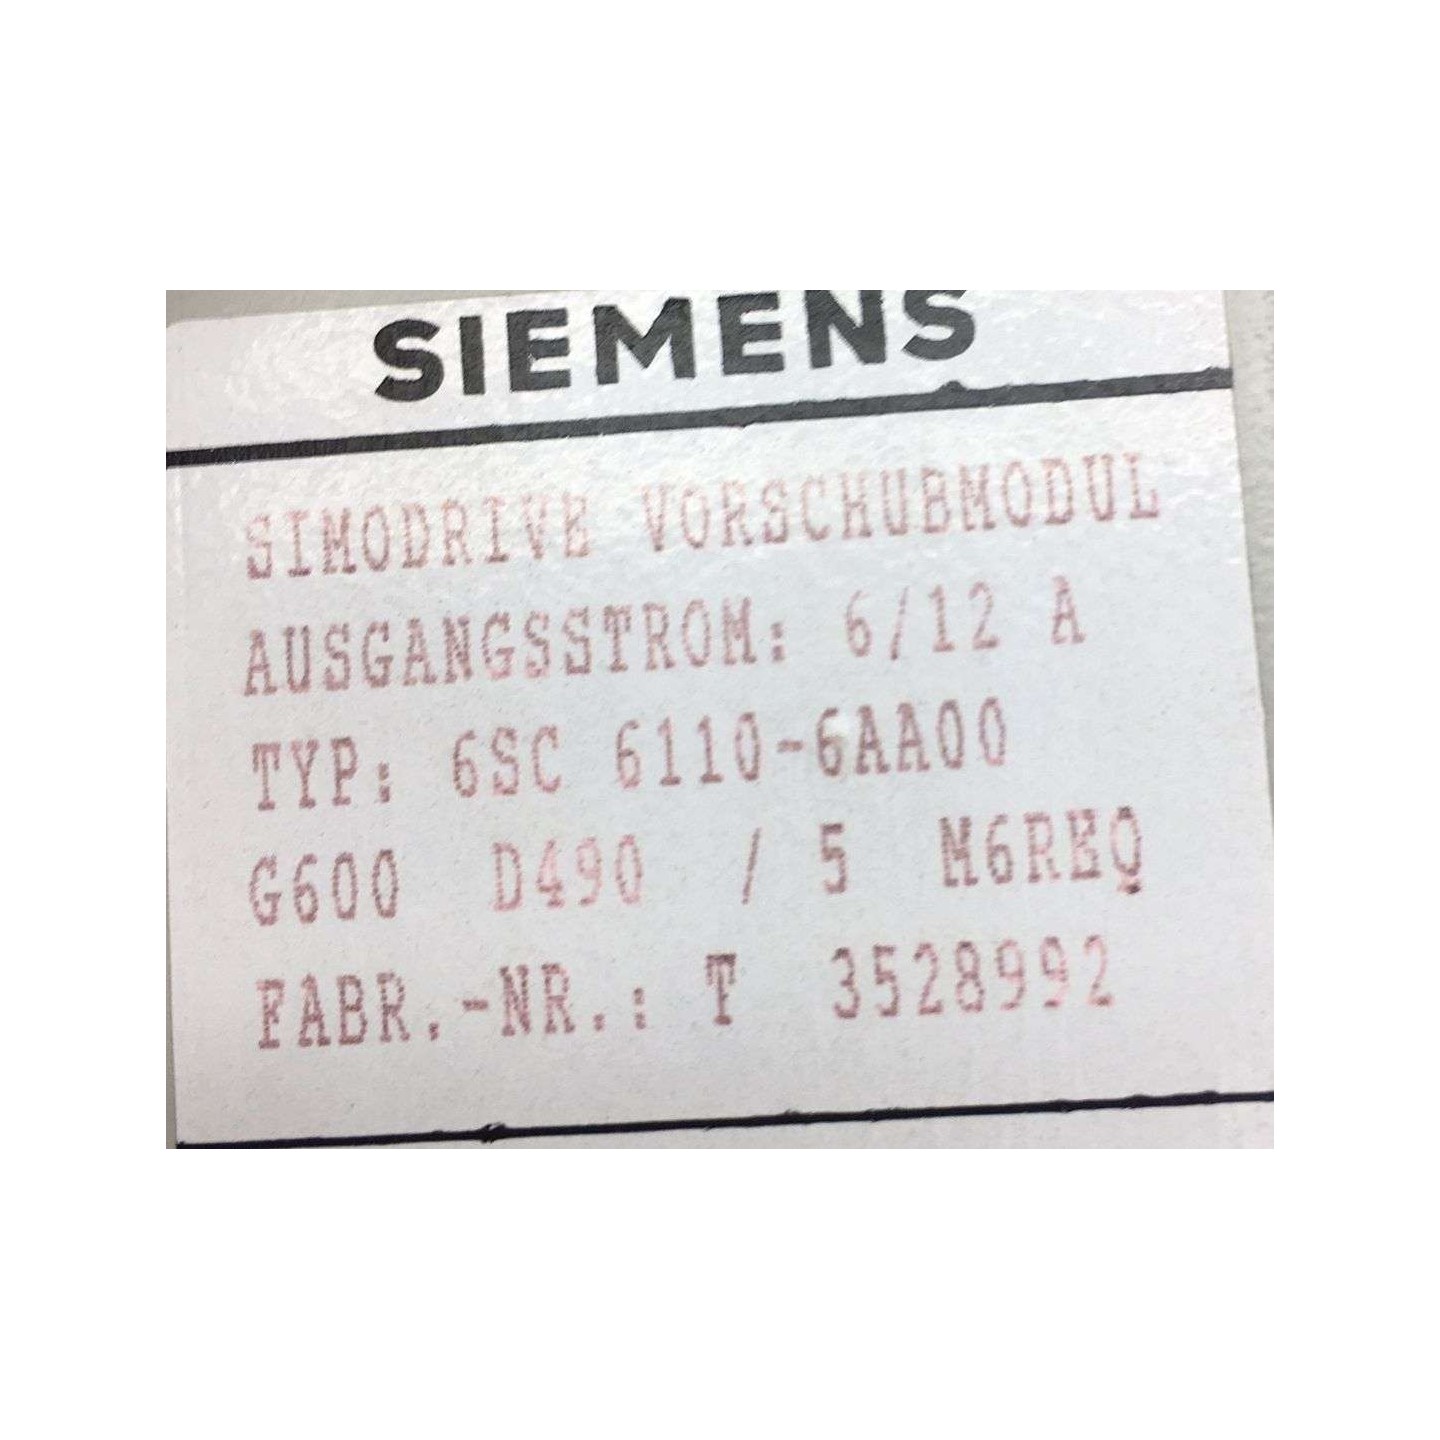 SIEMENS
SIMODRIVE VORSCHUBMODUL
AUSGANGSSTROM: 6/12 A
TYP: 6SC 6110-6AA00
G600 D490 / 5 M6REQ
FABR.-NR.: T 3528992